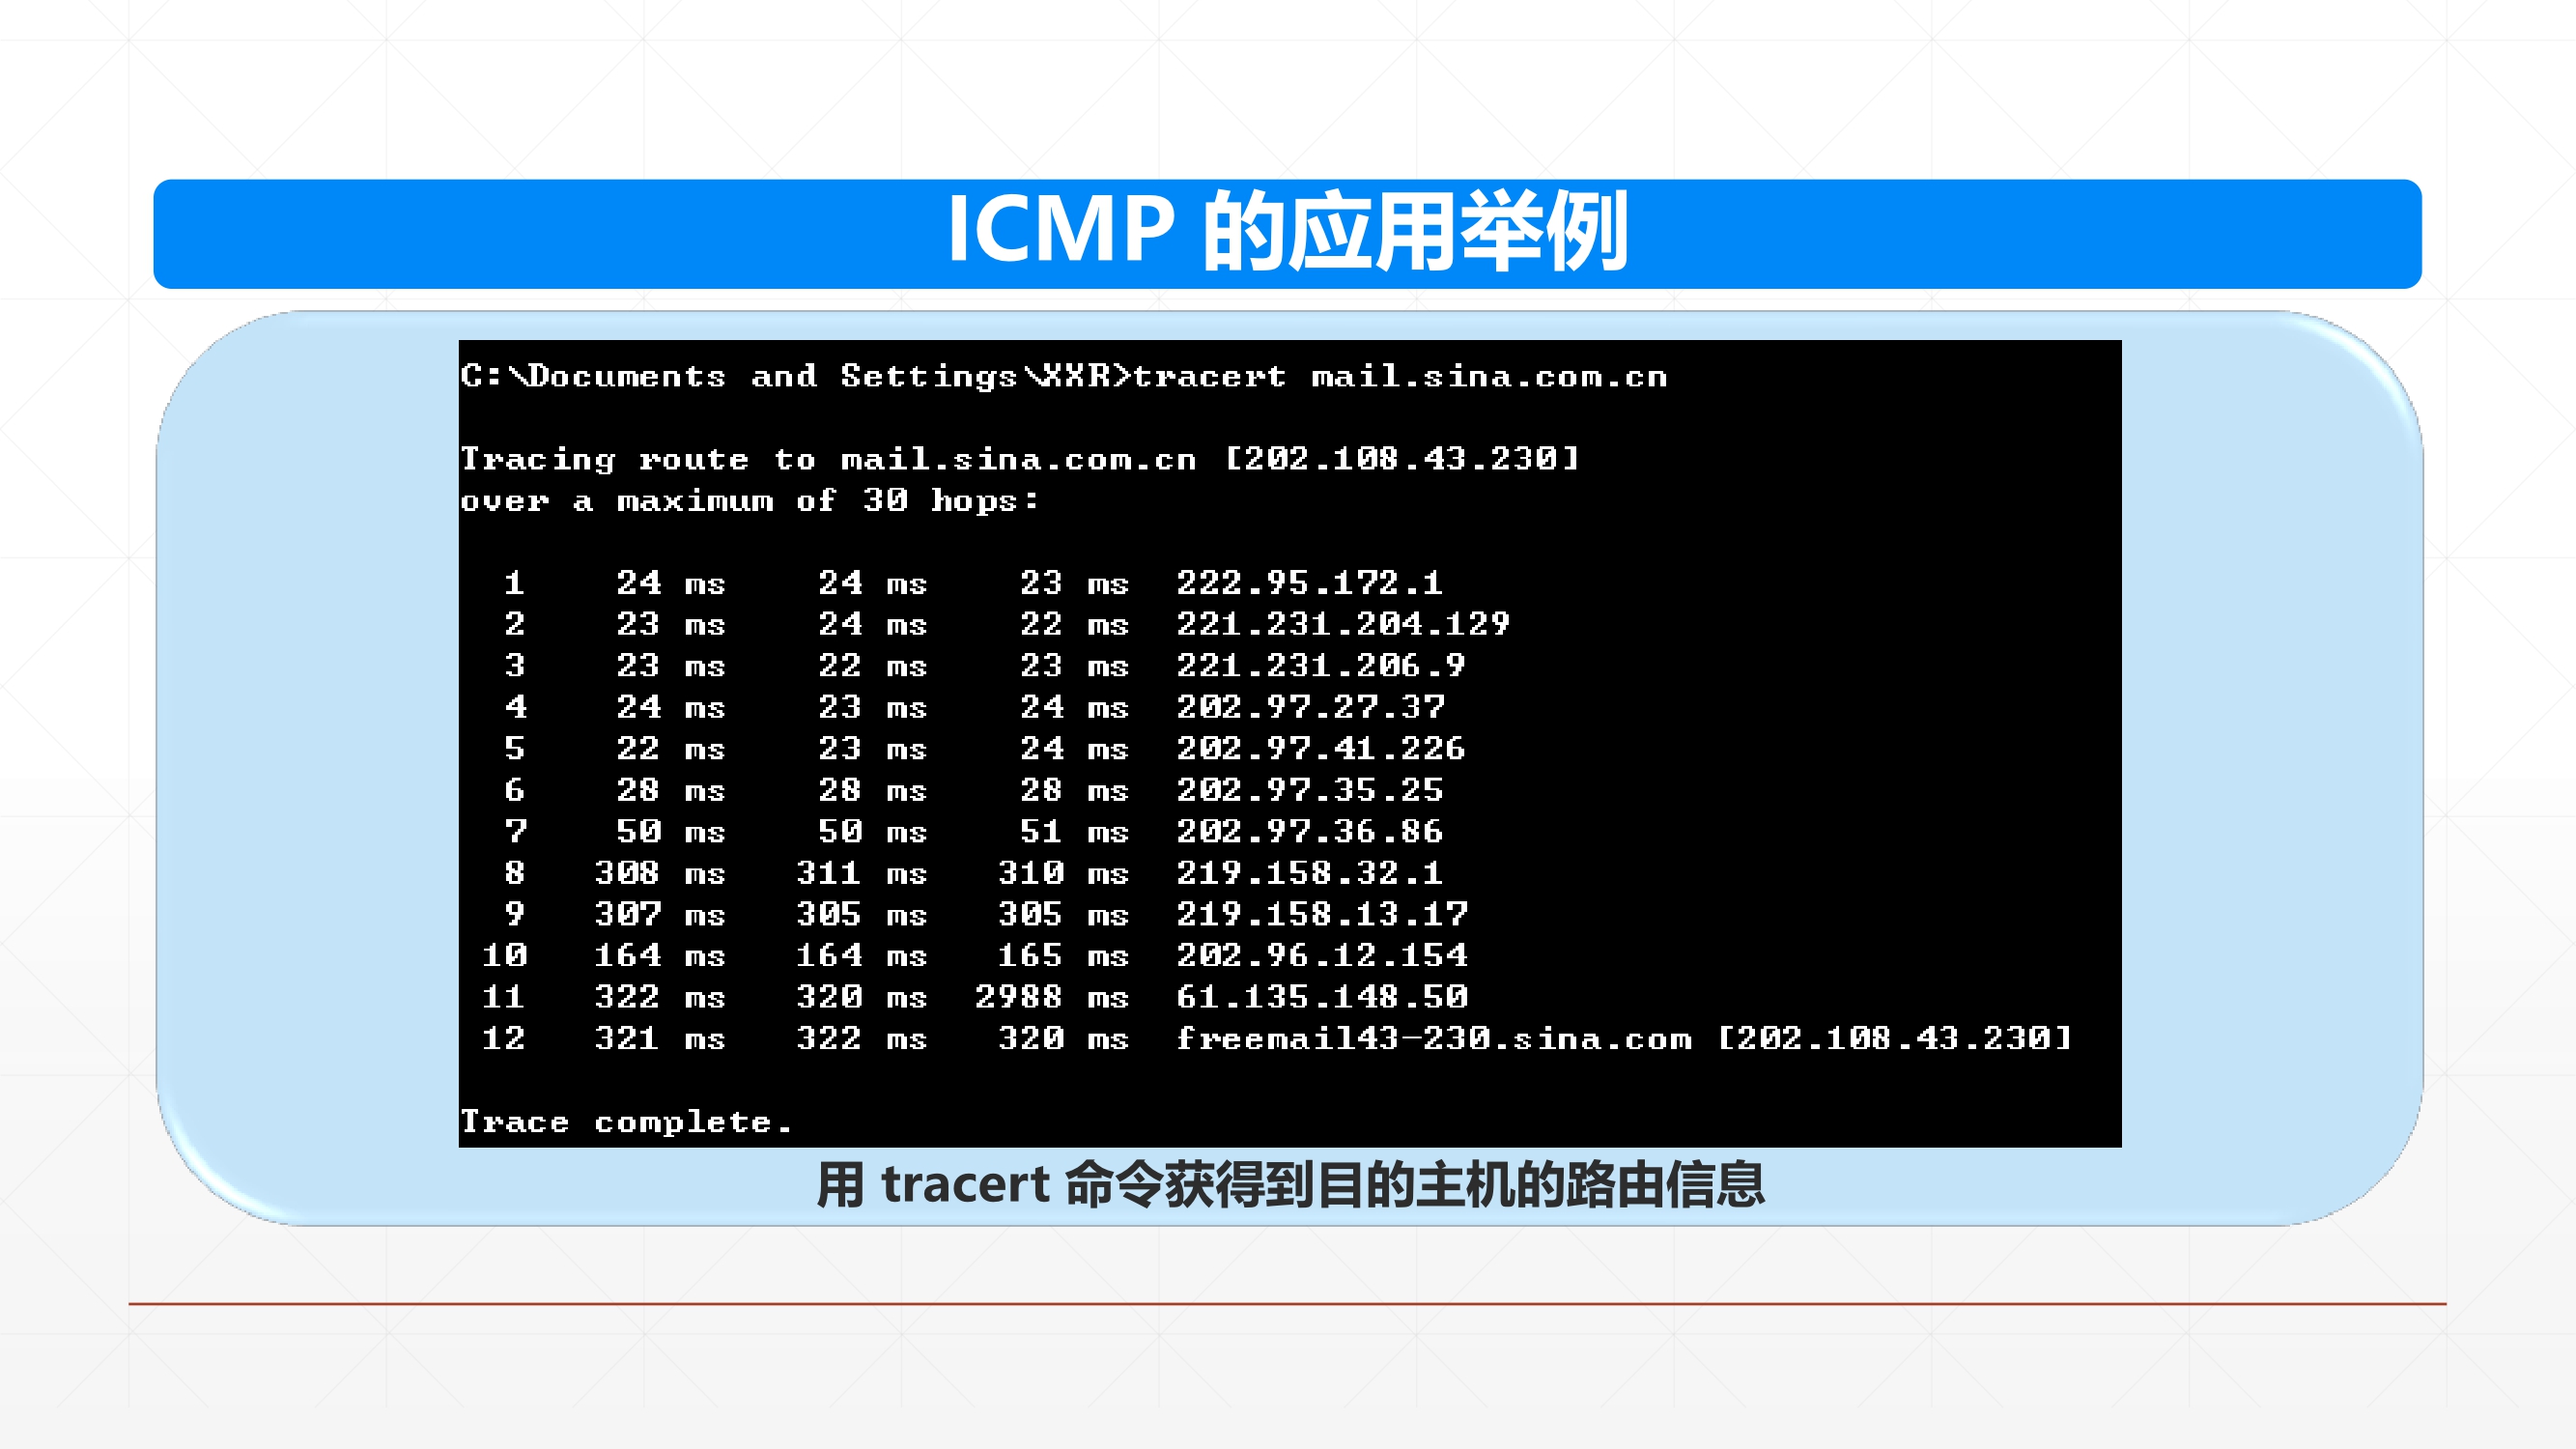 ICMP 的应用举例
C:\Documents and Settings\XXR>tracert mail.sina.com.cn
Tracing route to mail.sina.com.cn [202.108.43.230]
over a maximum of 30 hops:
1 24 ms 24 ms 23 ms 222.95.172.1
2 23 ms 24 ms 22 ms 221.231.204.129
3 23 ms 22 ms 23 ms 221.231.206.9
4 24 ms 23 ms 24 ms 202.97.27.37
5 22 ms 23 ms 24 ms 202.97.41.226
6 28 ms 28 ms 28 ms 202.97.35.25
7 50 ms 50 ms 51 ms 202.97.36.86
8 308 ms 311 ms 310 ms 219.158.32.1
9 307 ms 305 ms 305 ms 219.158.13.17
10 164 ms 164 ms 165 ms 202.96.12.154
11 322 ms 320 ms 2988 ms 61.135.148.50
12 321 ms 322 ms 320 ms freemail43-230.sina.com [202.108.43.230]
Trace complete.
用 tracert 命令获得到目的主机的路由信息